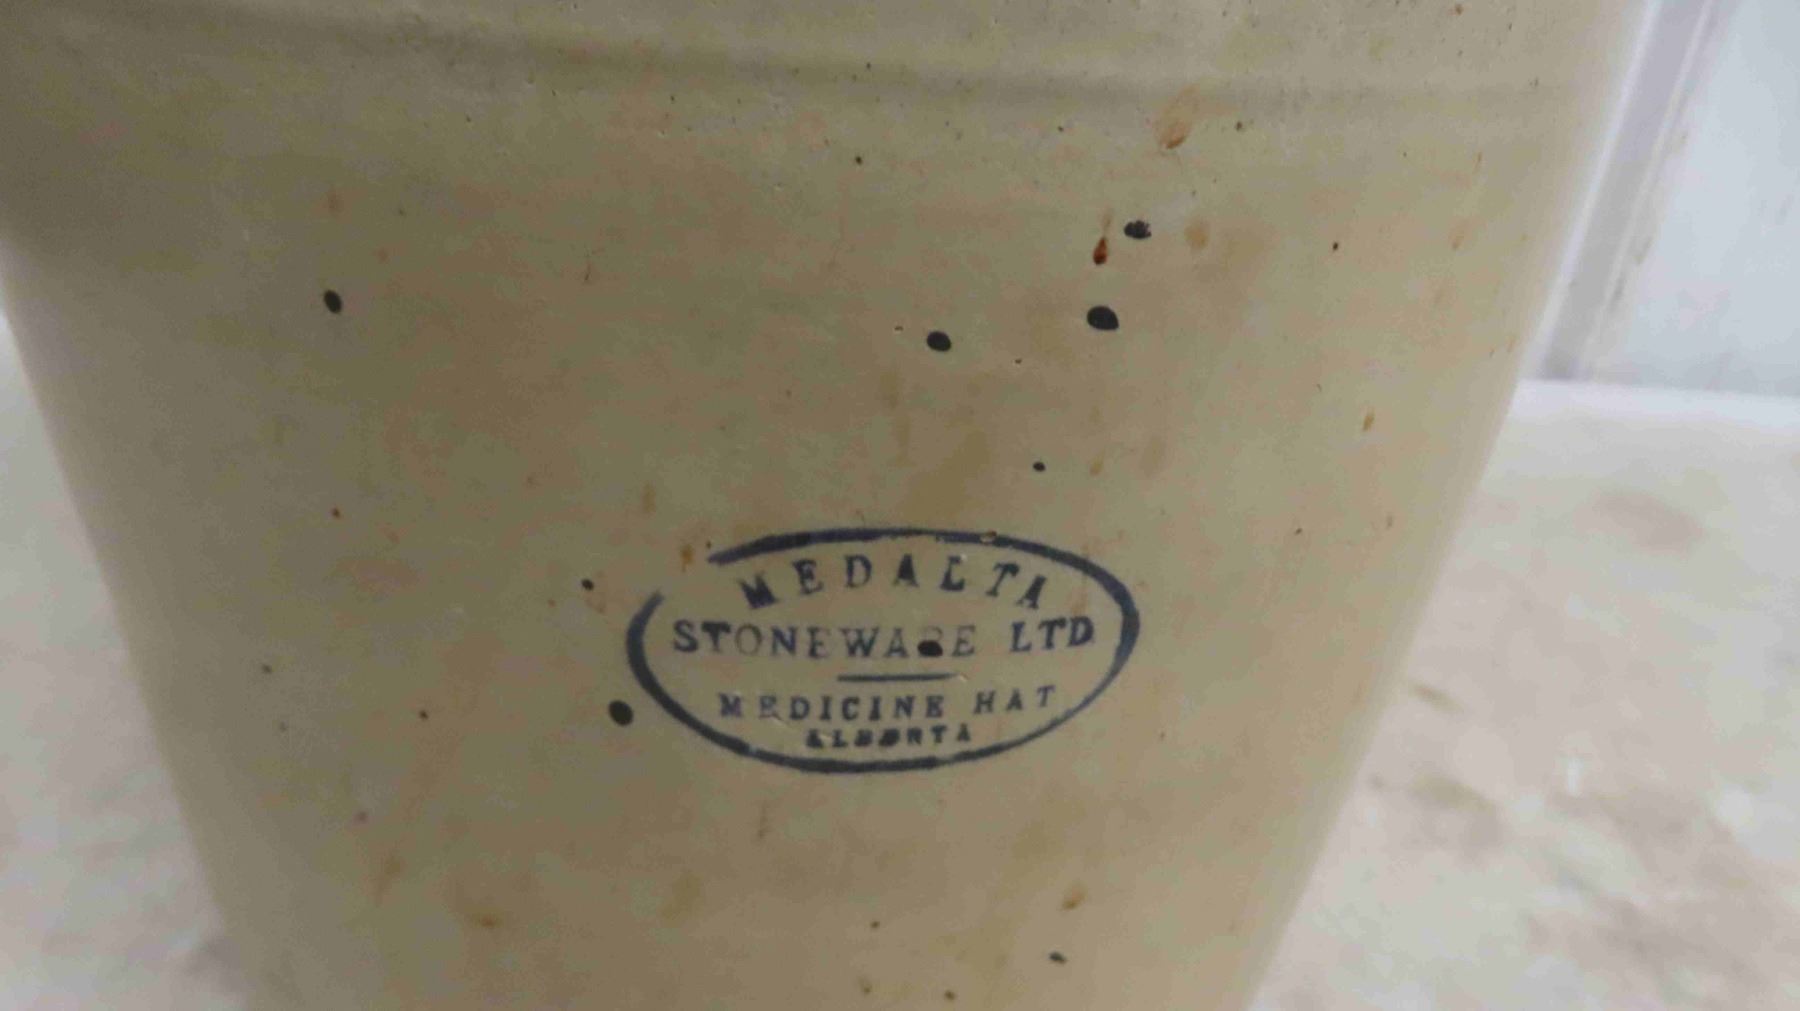 MEDALTA
STONEWARE LTD
MEDICINE HAT
ALBERTA